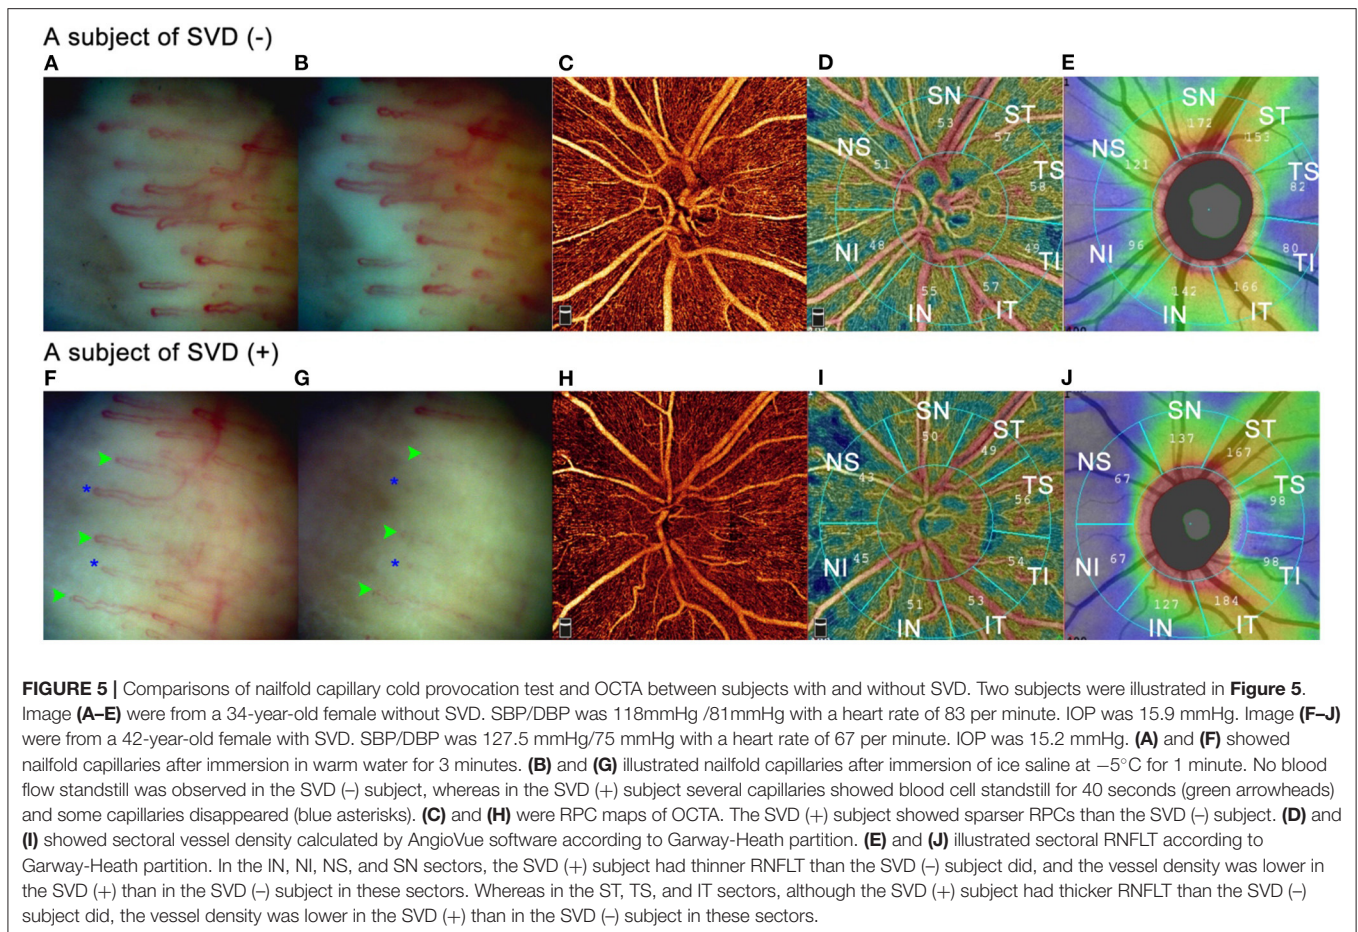 A subject of SVD (-)
A B C D E
SN
53
ST
57
NS
51
TS
58
NI
48
49
TI
IN
55
57
IT
SN
172
ST
153
NS
121
TS
82
NI
96
80
TI
142
IN
166
IT
A subject of SVD (+)
F G H I J
* *
* *
SN
50
ST
49
NS
43
TS
56
NI
45
54
TI
51
IN
53
IT
SN
137
ST
167
NS
67
TS
98
NI
67
98
TI
127
IN
184
IT
FIGURE 5 | Comparisons of nailfold capillary cold provocation test and OCTA between subjects with and without SVD. Two subjects were illustrated in Figure 5.
Image (A–E) were from a 34-year-old female without SVD. SBP/DBP was 118mmHg /81mmHg with a heart rate of 83 per minute. IOP was 15.9 mmHg. Image (F–J)
were from a 42-year-old female with SVD. SBP/DBP was 127.5 mmHg/75 mmHg with a heart rate of 67 per minute. IOP was 15.2 mmHg. (A) and (F) showed
nailfold capillaries after immersion in warm water for 3 minutes. (B) and (G) illustrated nailfold capillaries after immersion of ice saline at −5°C for 1 minute. No blood
flow standstill was observed in the SVD (–) subject, whereas in the SVD (+) subject several capillaries showed blood cell standstill for 40 seconds (green arrowheads)
and some capillaries disappeared (blue asterisks). (C) and (H) were RPC maps of OCTA. The SVD (+) subject showed sparser RPCs than the SVD (–) subject. (D) and
(I) showed sectoral vessel density calculated by AngioVue software according to Garway-Heath partition. (E) and (J) illustrated sectoral RNFLT according to
Garway-Heath partition. In the IN, NI, NS, and SN sectors, the SVD (+) subject had thinner RNFLT than the SVD (–) subject did, and the vessel density was lower in
the SVD (+) than in the SVD (–) subject in these sectors. Whereas in the ST, TS, and IT sectors, although the SVD (+) subject had thicker RNFLT than the SVD (–)
subject did, the vessel density was lower in the SVD (+) than in the SVD (–) subject in these sectors.